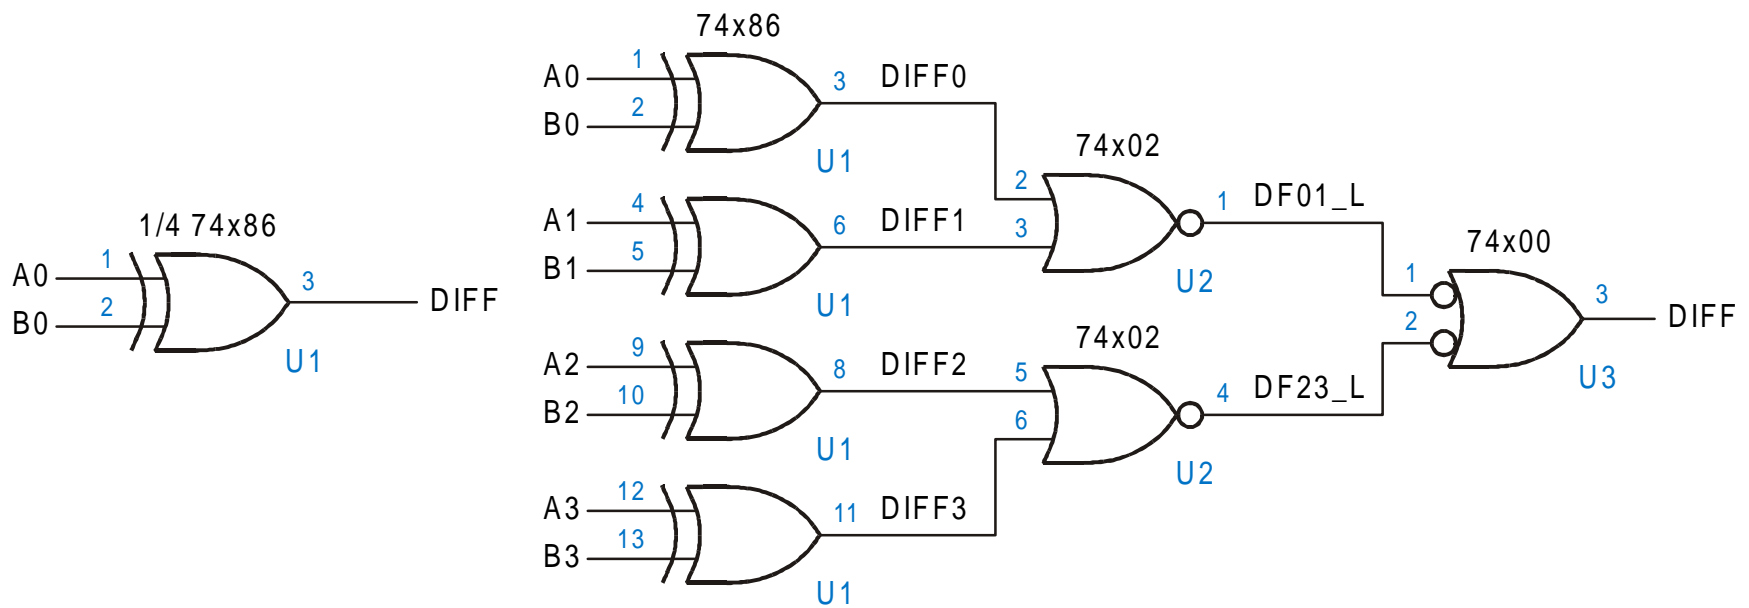 1/4 74x86
A0
1
B0
2
3
DIFF
U1
74x86
A0
1
B0
2
3
DIFF0
U1
A1
4
B1
5
6
DIFF1
U1
A2
9
B2
10
8
DIFF2
U1
A3
12
B3
13
11
DIFF3
U1
74x02
2
3
1
DF01_L
U2
74x02
5
6
4
DF23_L
U2
74x00
1
2
3
DIFF
U3